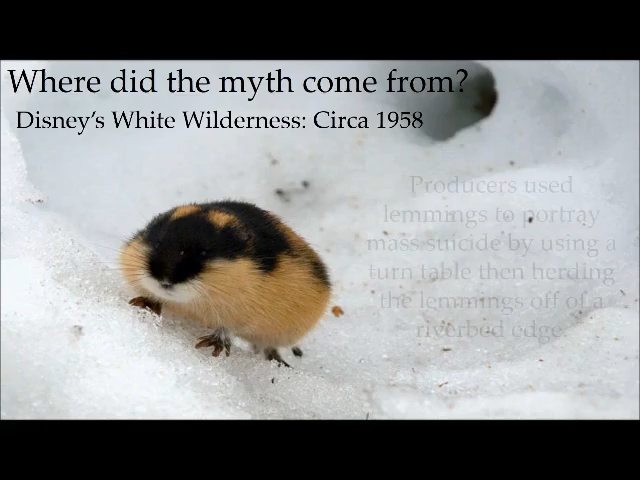 Where did the myth come from?
Disney's White Wilderness: Circa 1958
Producers used
lemmings to portray
mass suicide by using a
turn table then herding
the lemmings off of a
riverbed edge.